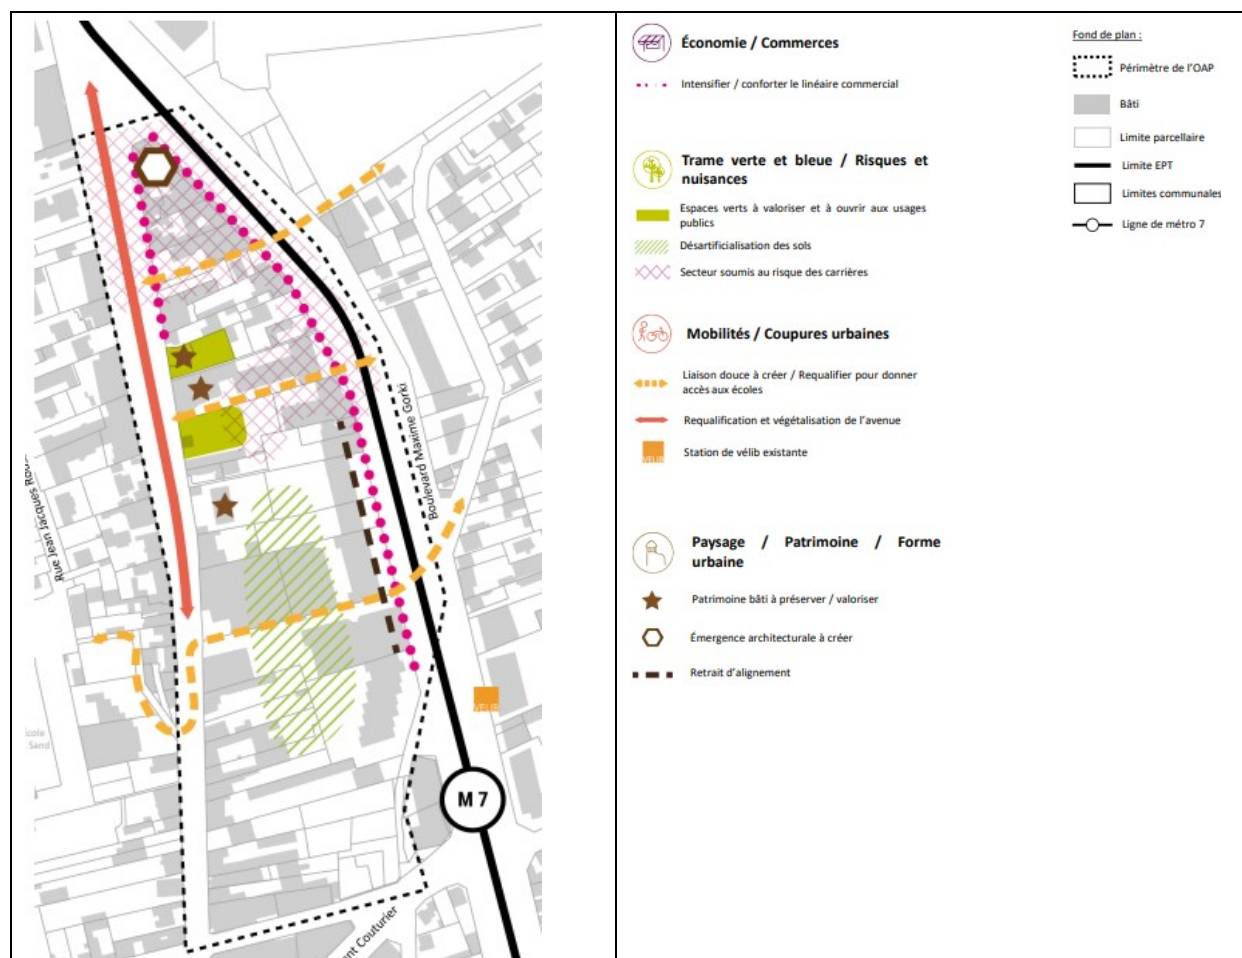 Rue Jean Jacques
Boulevard Maxime Gorki
École
Sand
VELIB
M 7
Couturier
Économie / Commerces
Intensifier / conforter le linéaire commercial
Trame verte et bleue / Risques et
nuisances
Espaces verts à valoriser et à ouvrir aux usages
publics
Désartificialisation des sols
Secteur soumis au risque des carrières
Mobilités / Coupures urbaines
Liaison douce à créer / Requalifier pour donner
accès aux écoles
Requalification et végétalisation de l'avenue
VELIB
Station de vélib existante
Paysage / Patrimoine / Forme
urbaine
Patrimoine bâti à préserver / valoriser
Émergence architecturale à créer
Retrait d'alignement
Fond de plan :
Périmètre de l'OAP
Bâti
Limite parcellaire
Limite EPT
Limites communales
Ligne de métro 7